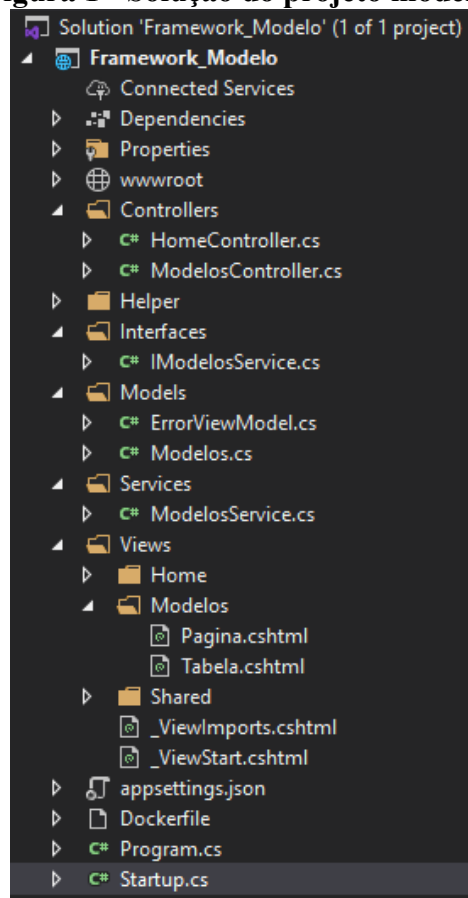 Solution 'Framework_Modelo' (1 of 1 project)
Framework_Modelo
Connected Services
Dependencies
Properties
wwwroot
Controllers
C# HomeController.cs
C# ModelosController.cs
Helper
Interfaces
C# IModelosService.cs
Models
C# ErrorViewModel.cs
C# Modelos.cs
Services
C# ModelosService.cs
Views
Home
Modelos
Pagina.cshtml
Tabela.cshtml
Shared
_ViewImports.cshtml
_ViewStart.cshtml
appsettings.json
Dockerfile
C# Program.cs
C# Startup.cs